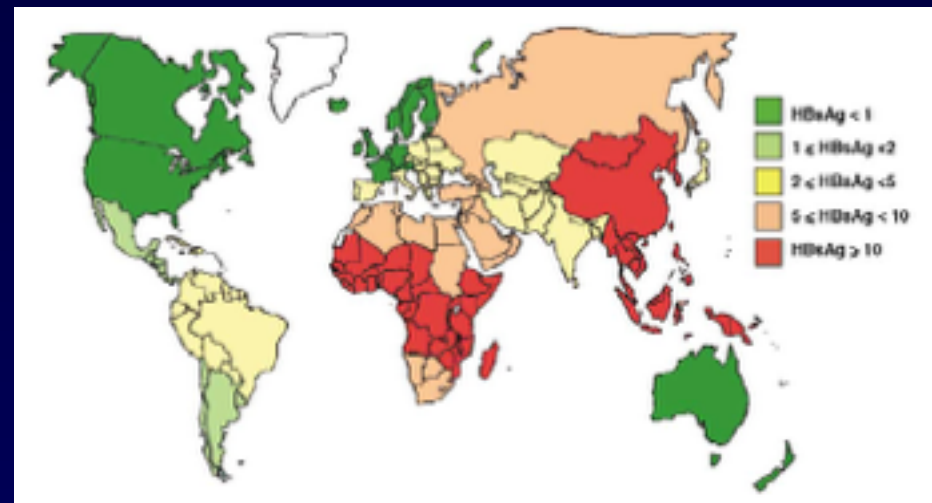 HBsAg < 1
1 ⩽ HBsAg <2
2 ⩽ HBsAg <5
5 ⩽ HBsAg < 10
HBsAg ⩾ 10